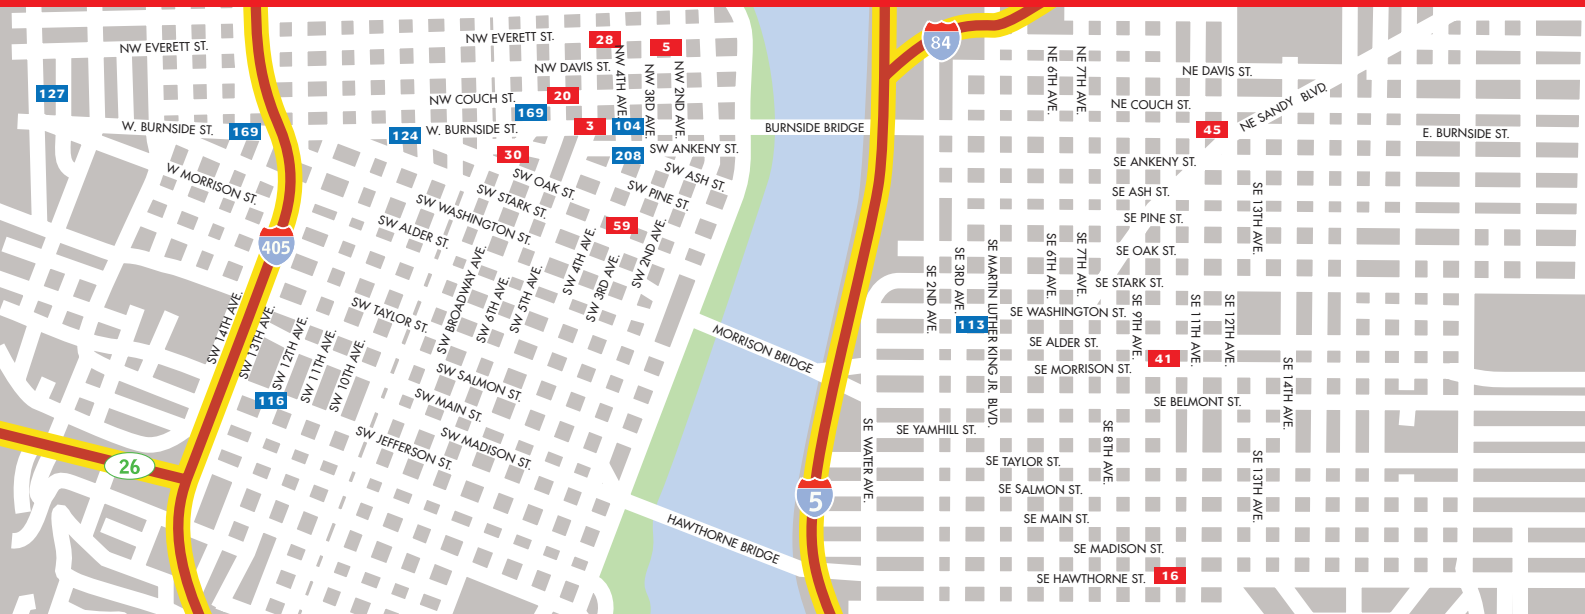 NW EVERETT ST.
NW EVERETT ST.
28
5
84
NW DAVIS ST.
NW 4TH AVE.
NW 3RD AVE.
NW 2ND AVE.
NE 6TH AVE.
NE 7TH AVE.
NE DAVIS ST.
127
NW COUCH ST.
20
169
NE COUCH ST.
NE SANDY BLVD.
W. BURNSIDE ST.
169
124
W. BURNSIDE ST.
3
104
BURNSIDE BRIDGE
45
E. BURNSIDE ST.
30
208
SW ANKENY ST.
SE ANKENY ST.
W MORRISON ST.
SW OAK ST.
SW ASH ST.
SW STARK ST.
SW PINE ST.
SE ASH ST.
SE 13TH AVE.
SW WASHINGTON ST.
SW ALDER ST.
59
SE PINE ST.
405
SW BROADWAY AVE.
SW 6TH AVE.
SW 5TH AVE.
SW 4TH AVE.
SW 3RD AVE.
SW 2ND AVE.
SE 2ND AVE.
SE 3RD AVE.
SE MARTIN LUTHER KING JR BLVD.
SE 6TH AVE.
SE 7TH AVE.
SE OAK ST.
SE STARK ST.
SW 14TH AVE.
SW 13TH AVE.
SW 12TH AVE.
SW 11TH AVE.
SW 10TH AVE.
SW TAYLOR ST.
SE WASHINGTON ST.
SE 9TH AVE.
SE 11TH AVE.
SE 12TH AVE.
113
MORRISON BRIDGE
SE ALDER ST.
41
SE MORRISON ST.
SE 14TH AVE.
SW SALMON ST.
116
SW MAIN ST.
SE BELMONT ST.
SW JEFFERSON ST.
SW MADISON ST.
SE WATER AVE.
SE YAMHILL ST.
SE 8TH AVE.
26
SE TAYLOR ST.
SE 13TH AVE.
5
SE SALMON ST.
SE MAIN ST.
HAWTHORNE BRIDGE
SE MADISON ST.
SE HAWTHORNE ST.
16